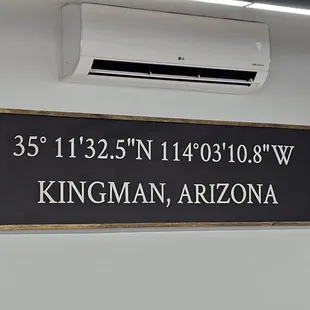 LG
35° 11'32.5"N 114°03'10.8"W
KINGMAN, ARIZONA